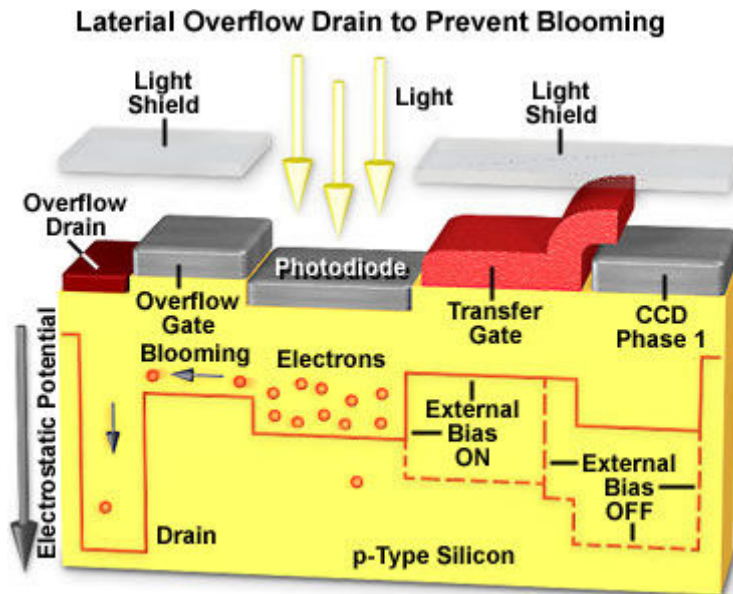 Laterial Overflow Drain to Prevent Blooming
Light
Shield
Light
Light
Shield
Overflow
Drain
Photodiode
Overflow
Gate
Transfer
Gate
CCD
Phase 1
Blooming
Electrons
External
Bias
ON
External
Bias
OFF
Electrostatic Potential
Drain
p-Type Silicon